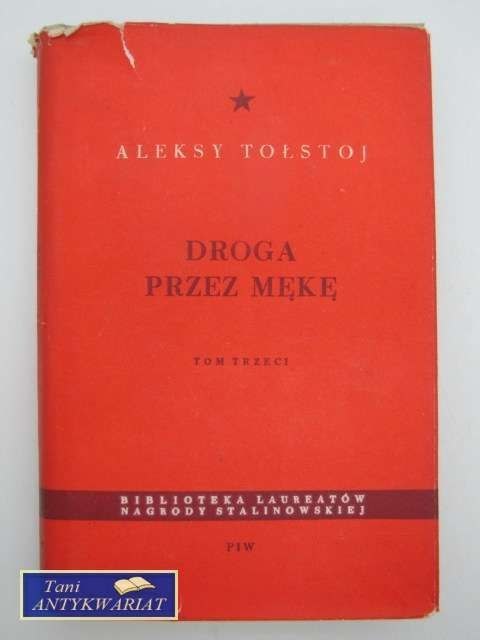 ALEKSY TOŁSTOJ
DROGA
PRZEZ MĘKĘ
TOM TRZECI
BIBLIOTEKA LAUREATÓW
NAGRODY STALINOWSKIEJ
PIW
Tani
ANTYKWARIAT